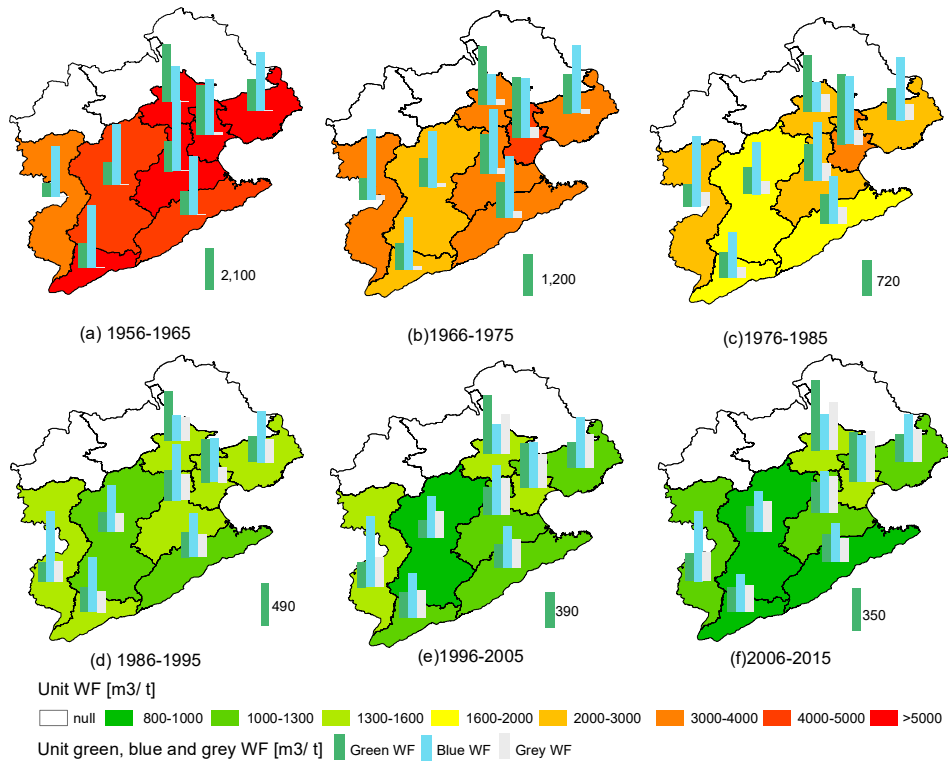 2,100
1,200
720
(a) 1956-1965
(b)1966-1975
(c)1976-1985
490
390
350
(d) 1986-1995
(e)1996-2005
(f)2006-2015
Unit WF [m3/ t]
null 800-1000 1000-1300 1300-1600 1600-2000 2000-3000 3000-4000 4000-5000 >5000
Unit green, blue and grey WF [m3/ t] Green WF Blue WF Grey WF